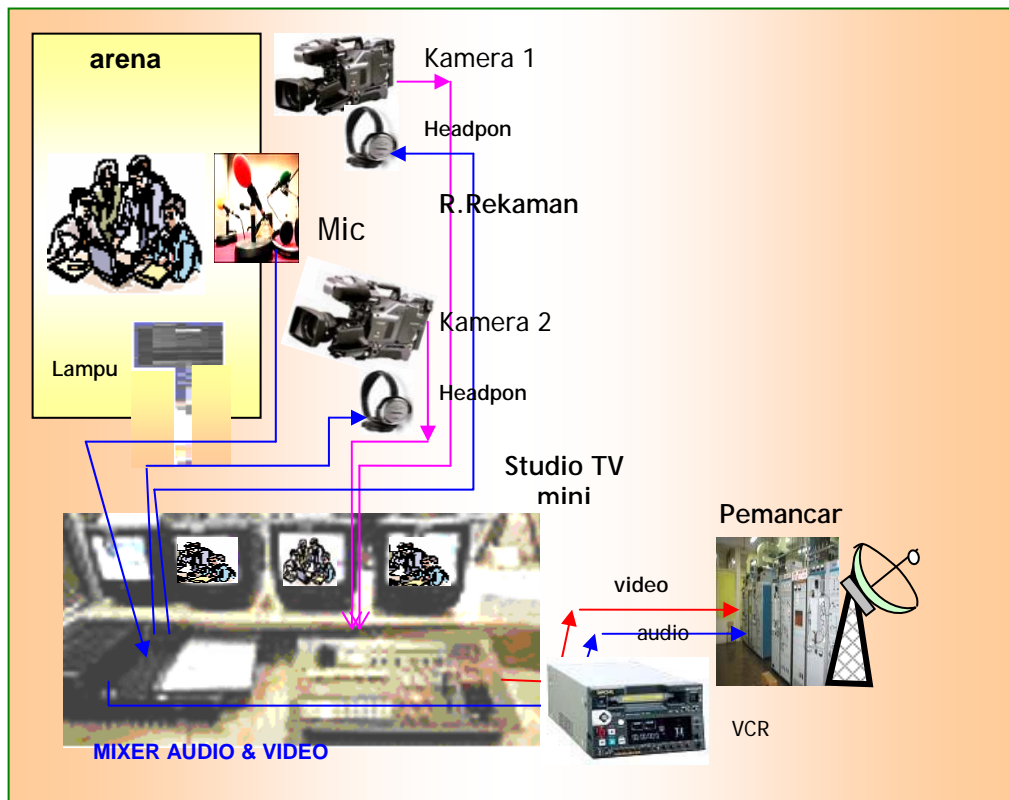 arena
Kamera 1
Headpon
R.Rekaman
Mic
Kamera 2
Lampu
Headpon
Studio TV
mini
Pemancar
video
audio
VCR
MIXER AUDIO & VIDEO